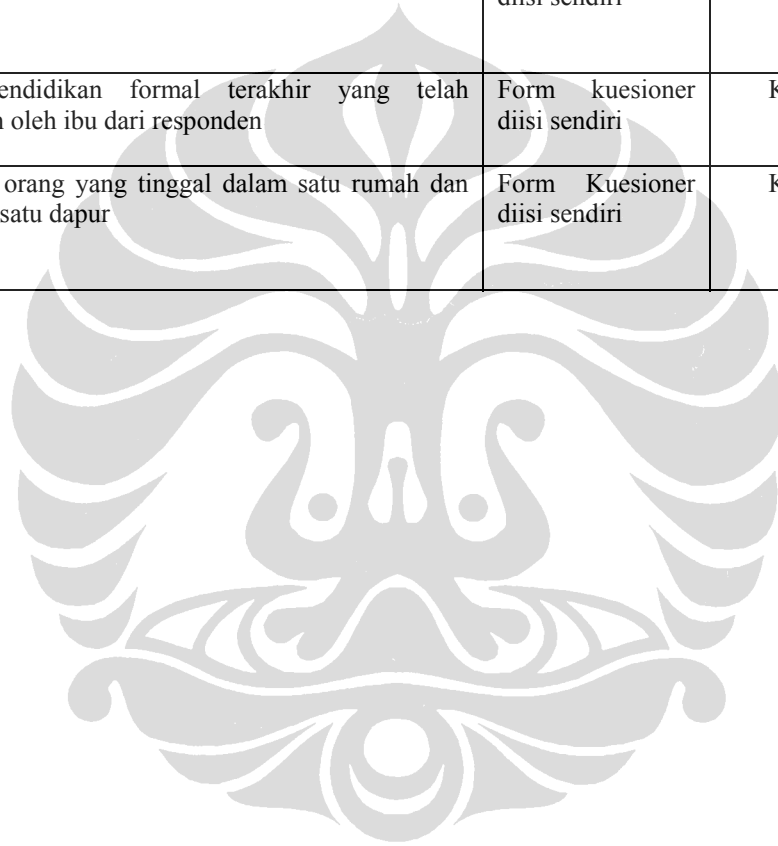 diisi sendiri
endidikan formal terakhir yang telah
Form kuesioner
K
n oleh ibu dari responden
diisi sendiri
orang yang tinggal dalam satu rumah dan
Form Kuesioner
K
satu dapur
diisi sendiri